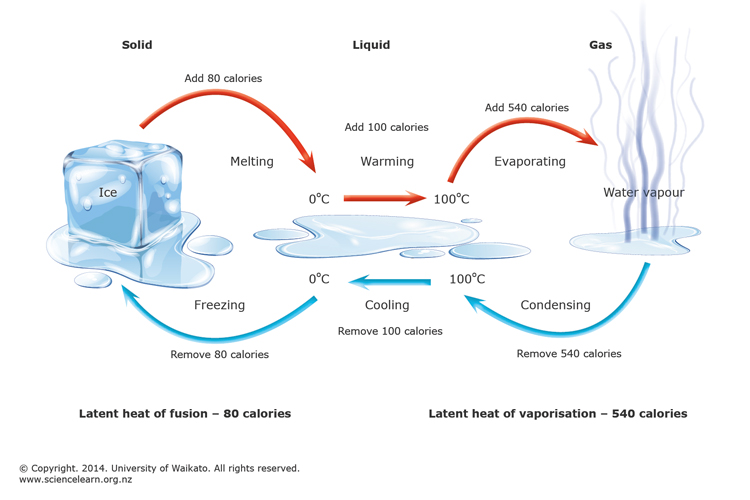 Solid
Liquid
Gas
Add 80 calories
Add 100 calories
Add 540 calories
Melting
Warming
Evaporating
Ice
0°C
100°C
Water vapour
0°C
100°C
Freezing
Cooling
Condensing
Remove 80 calories
Remove 100 calories
Remove 540 calories
Latent heat of fusion – 80 calories
Latent heat of vaporisation – 540 calories
© Copyright. 2014. University of Waikato. All rights reserved.
www.sciencelearn.org.nz